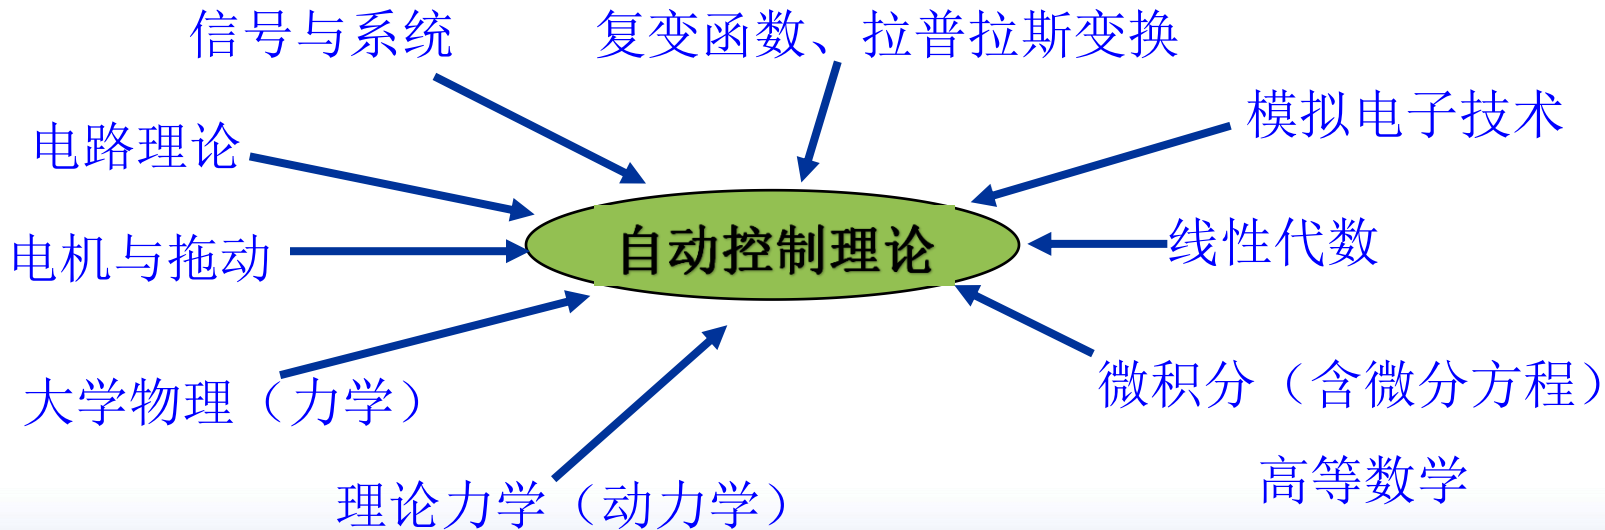 信号与系统
复变函数、拉普拉斯变换
模拟电子技术
电路理论
电机与拖动
自动控制理论
线性代数
大学物理（力学）
微积分（含微分方程）
高等数学
理论力学（动力学）